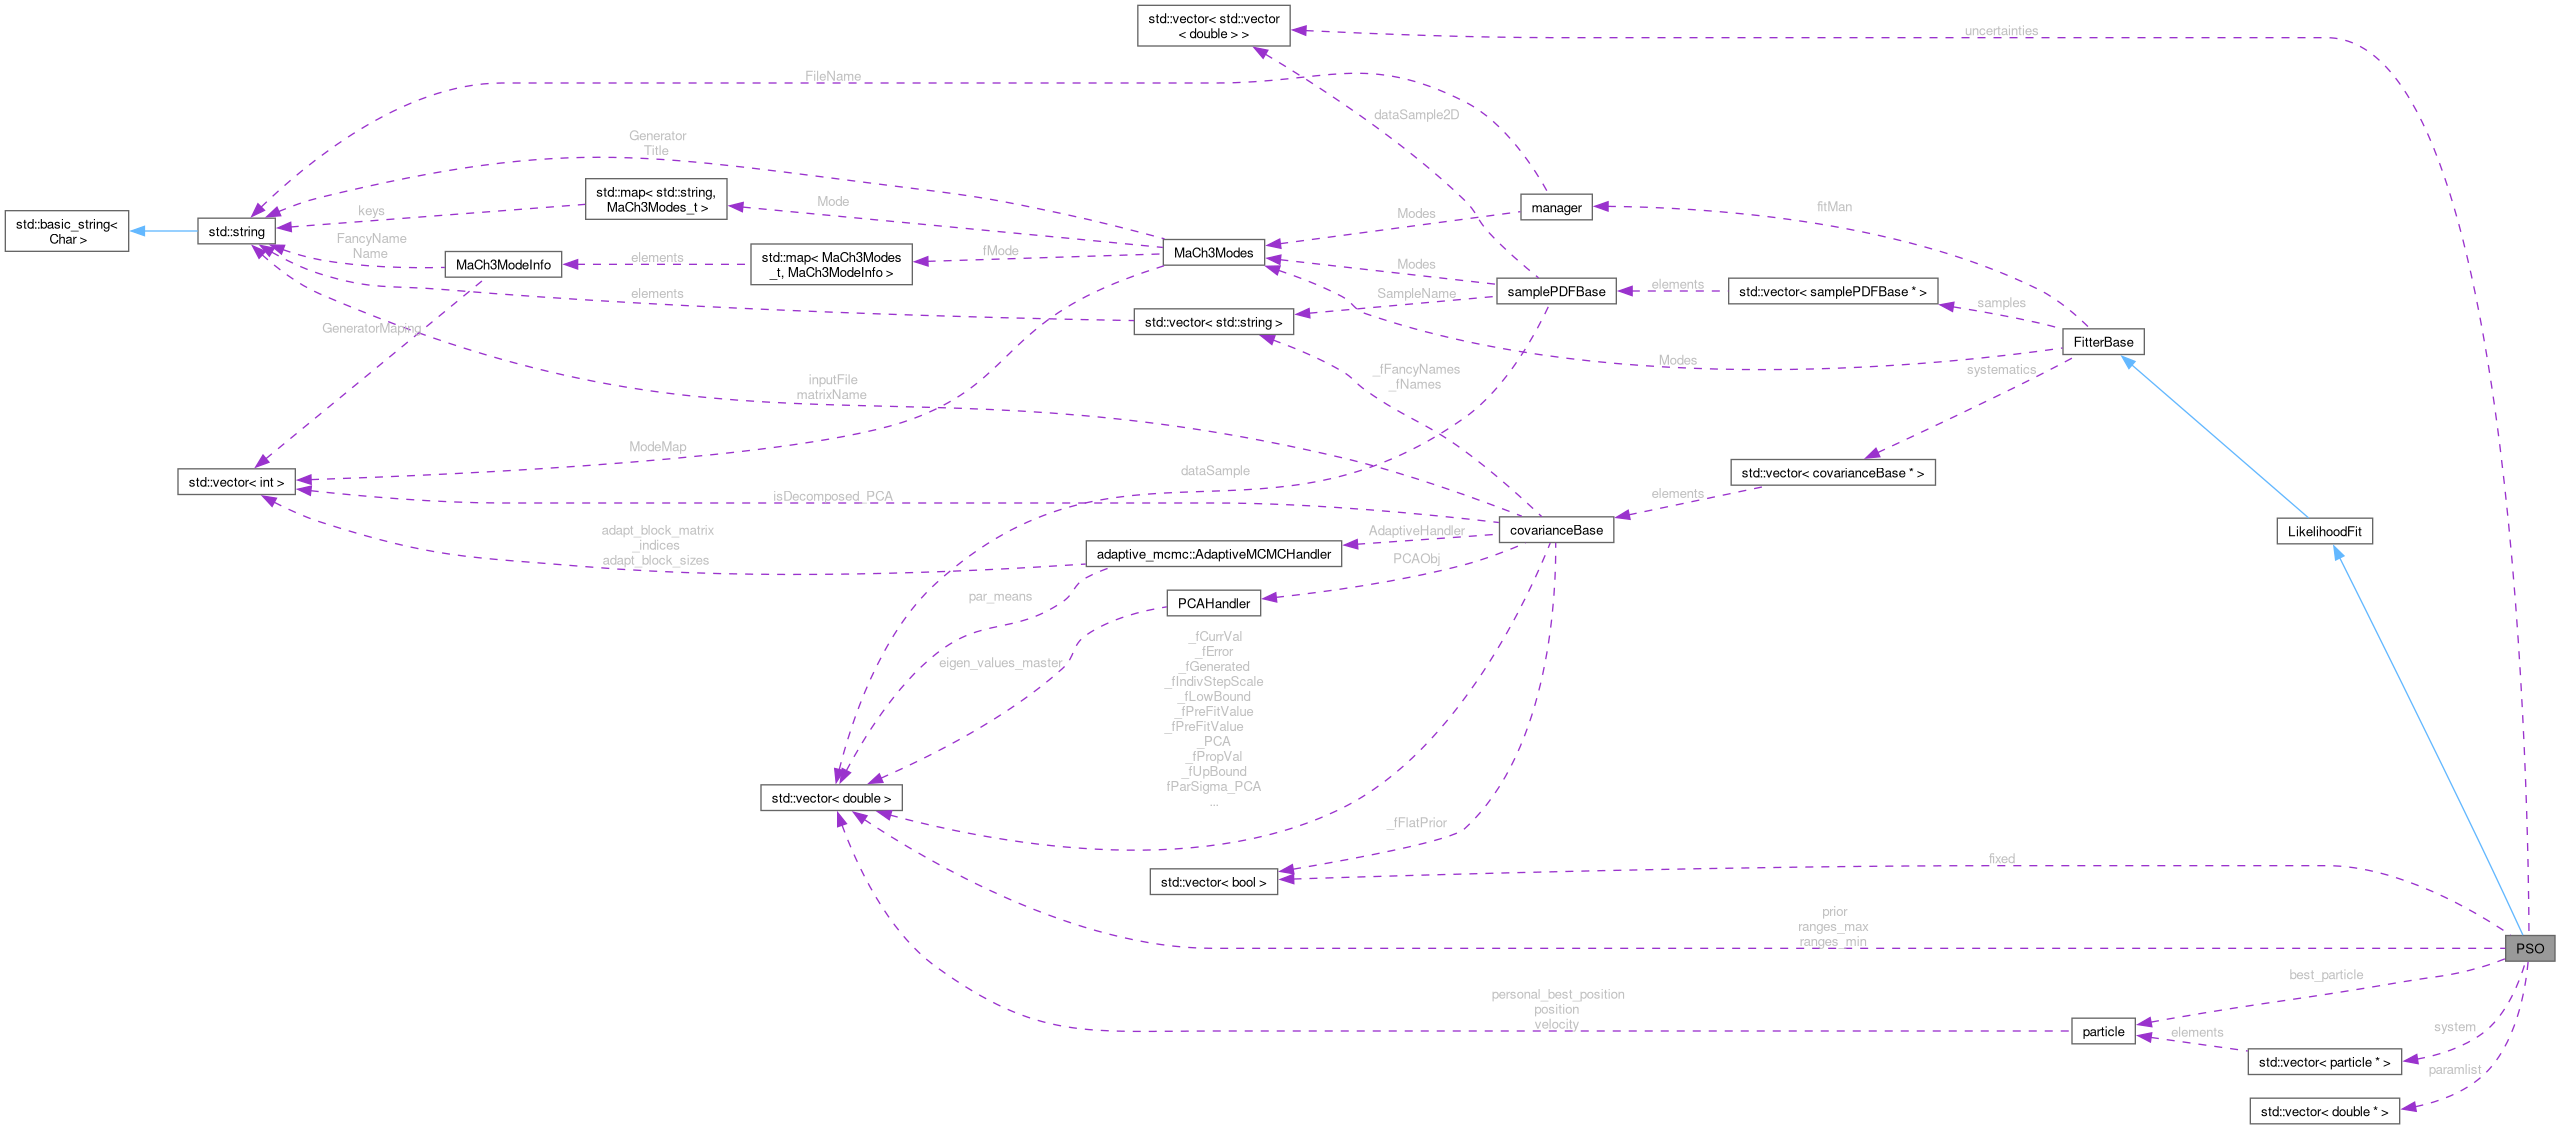 std::vector< std::vector
< double > >
uncertainties
FileName
dataSample2D
Generator
Title
std::map< std::string,
MaCh3Modes_t >
Mode
manager
fitMan
std::basic_string<
Char >
keys
std::string
Modes
FancyName
Name
MaCh3ModeInfo
elements
std::map< MaCh3Modes
_t, MaCh3ModeInfo >
fMode
MaCh3Modes
Modes
samplePDFBase
elements
std::vector< samplePDFBase * >
samples
elements
SampleName
GeneratorMaping
std::vector< std::string >
FitterBase
Modes
systematics
_fFancyNames
_fNames
inputFile
matrixName
ModeMap
dataSample
std::vector< covarianceBase * >
std::vector< int >
isDecomposed_PCA
elements
adapt_block_matrix
_indices
adapt_block_sizes
AdaptiveHandler
covarianceBase
LikelihoodFit
adaptive_mcmc::AdaptiveMCMCHandler
PCAObj
par_means
PCAHandler
eigen_values_master
_fCurrVal
_fError
_fGenerated
_fIndivStepScale
_fLowBound
_fPreFitValue
_fPreFitValue
_PCA
_fPropVal
_fUpBound
fParSigma_PCA
...
std::vector< double >
_fFlatPrior
std::vector< bool >
fixed
prior
ranges_max
ranges_min
PSO
best_particle
personal_best_position
position
velocity
particle
elements
system
std::vector< particle * >
paramlist
std::vector< double * >